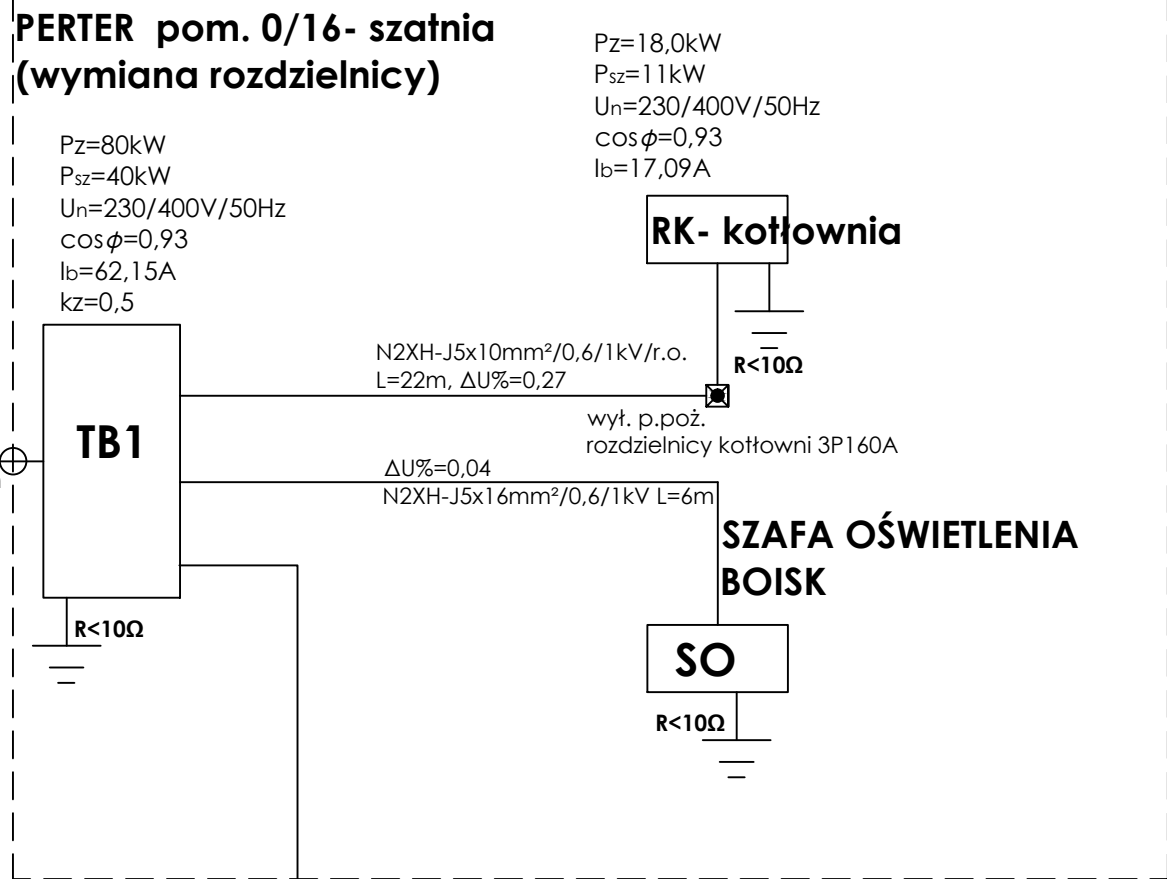 PERTER pom. 0/16- szatnia
(wymiana rozdzielnicy)
Pz=80kW
Psz=40kW
Un=230/400V/50Hz
cosϕ=0,93
Ib=62,15A
kz=0,5
Pz=18,0kW
Psz=11kW
Un=230/400V/50Hz
cosϕ=0,93
Ib=17,09A
RK- kotłownia
R<10Ω
N2XH-J5x10mm²/0,6/1kV/r.o.
L=22m, ΔU%=0,27
wył. p.poż.
rozdzielnicy kotłowni 3P160A
TB1
ΔU%=0,04
N2XH-J5x16mm²/0,6/1kV L=6m
SZAFA OŚWIETLENIA
BOISK
R<10Ω
SO
R<10Ω